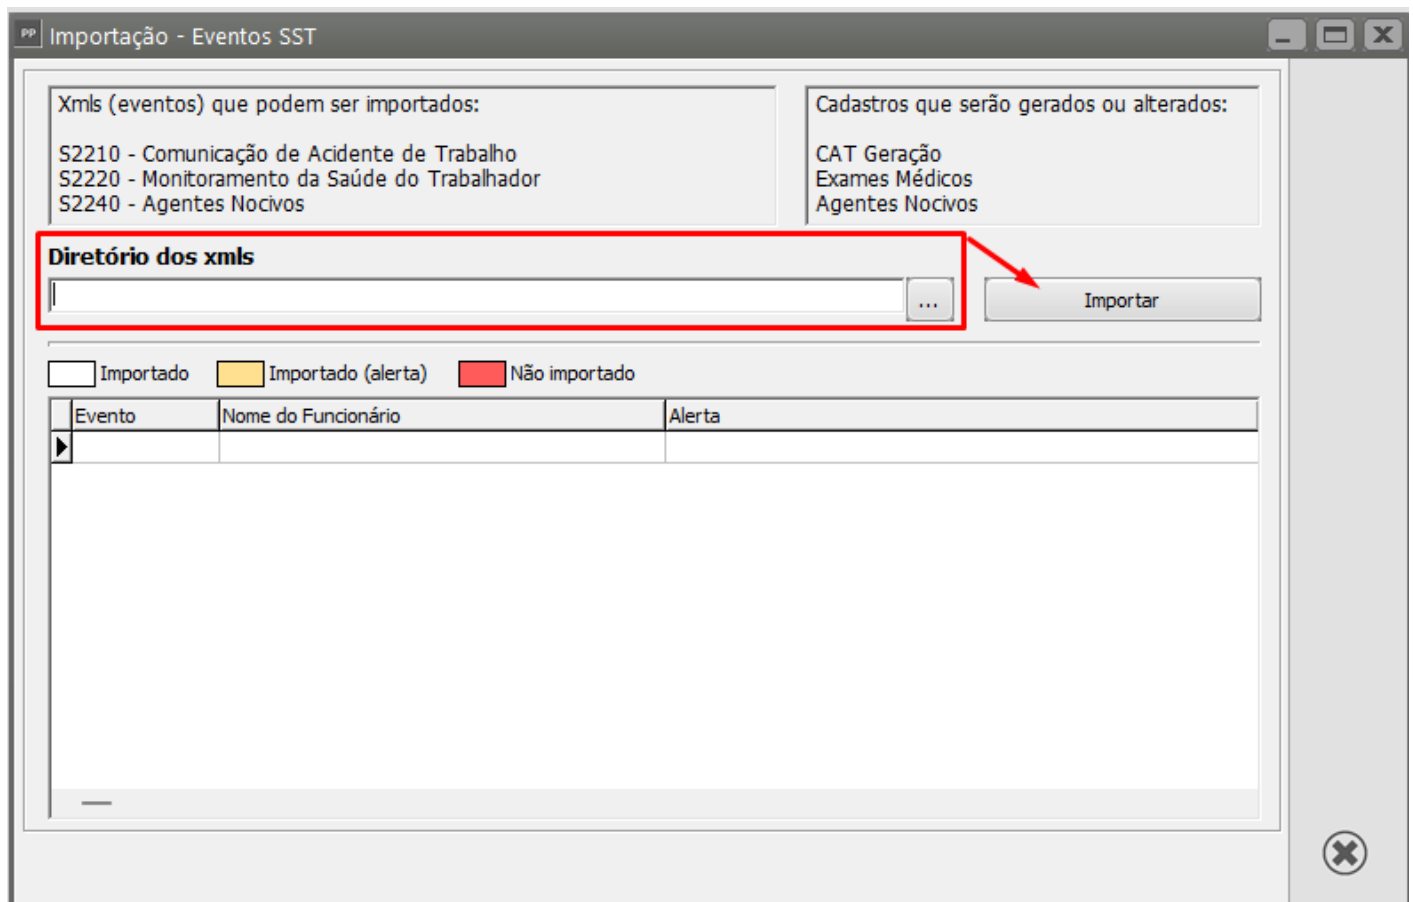 PP Importação - Eventos SST
Xmls (eventos) que podem ser importados:
S2210 - Comunicação de Acidente de Trabalho
S2220 - Monitoramento da Saúde do Trabalhador
S2240 - Agentes Nocivos
Cadastros que serão gerados ou alterados:
CAT Geração
Exames Médicos
Agentes Nocivos
Diretório dos xmls
...
Importar
Importado Importado (alerta) Não importado
Evento Nome do Funcionário Alerta